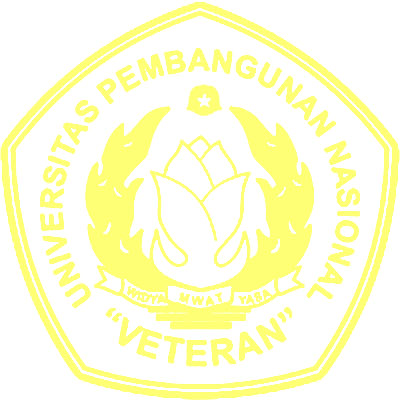 UNIVERSITAS PEMBANGUNAN NASIONAL
WIDYA MWAT YASA
"VETERAN"